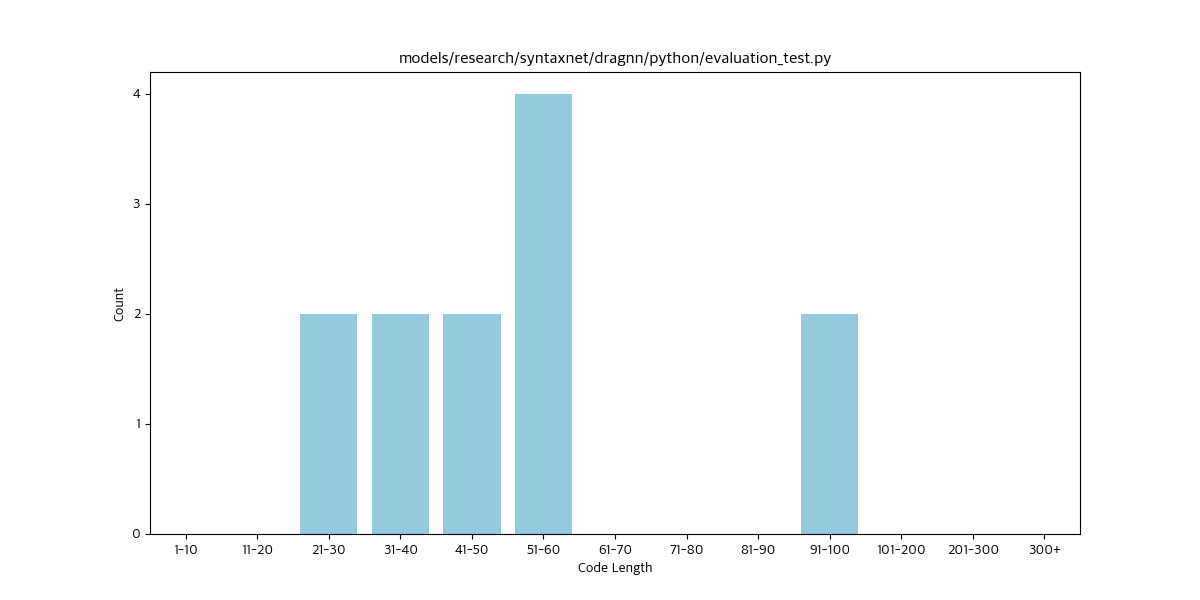 models/research/syntaxnet/dragnn/python/evaluation_test.py
4
3
2
1
0
Count
1-10 11-20 21-30 31-40 41-50 51-60 61-70 71-80 81-90 91-100 101-200 201-300 300+
Code Length